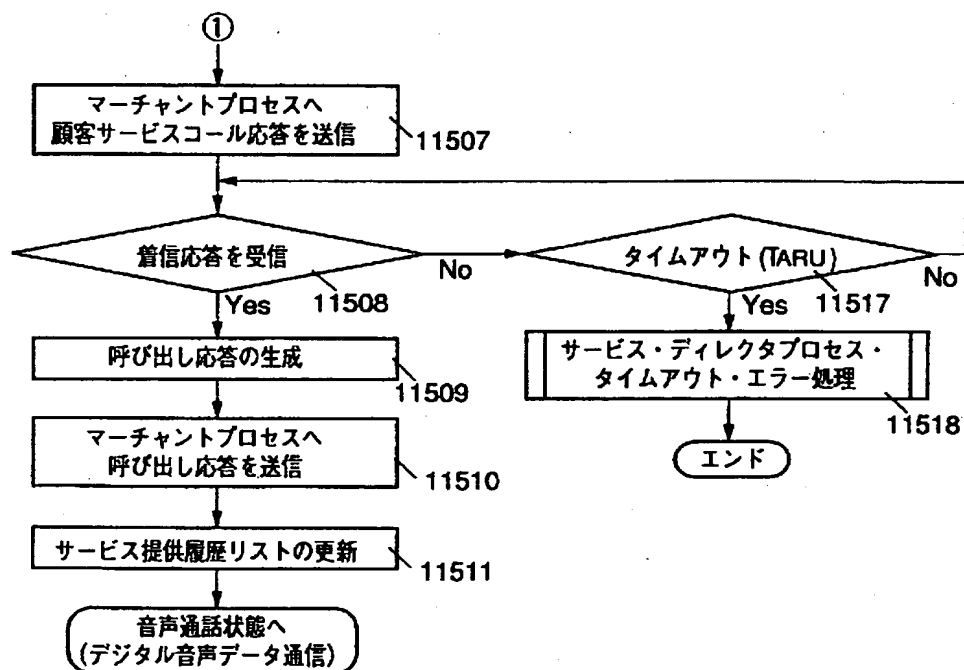 ①
マーチャントプロセスへ
顧客サービスコール応答を送信
11507
着信応答を受信
11508
No
Yes
タイムアウト(TARU)
11517
No
Yes
呼び出し応答の生成
11509
サービス・ディレクタプロセス・
タイムアウト・エラー処理
11518
マーチャントプロセスへ
呼び出し応答を送信
11510
エンド
サービス提供履歴リストの更新
11511
音声通話状態へ
(デジタル音声データ通信)